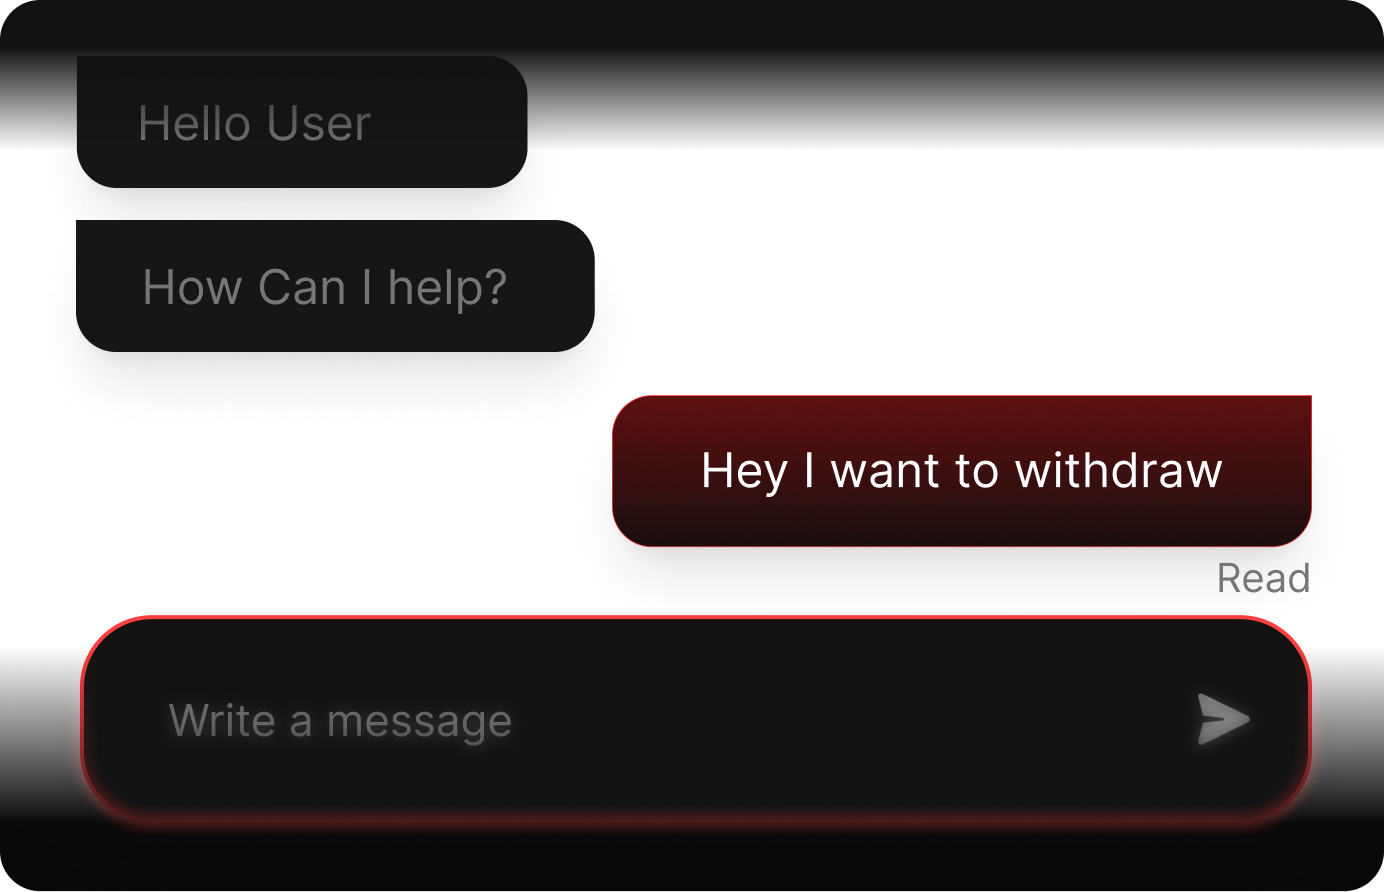 Hello User
How Can I help?
Hey I want to withdraw
Read
Write a message